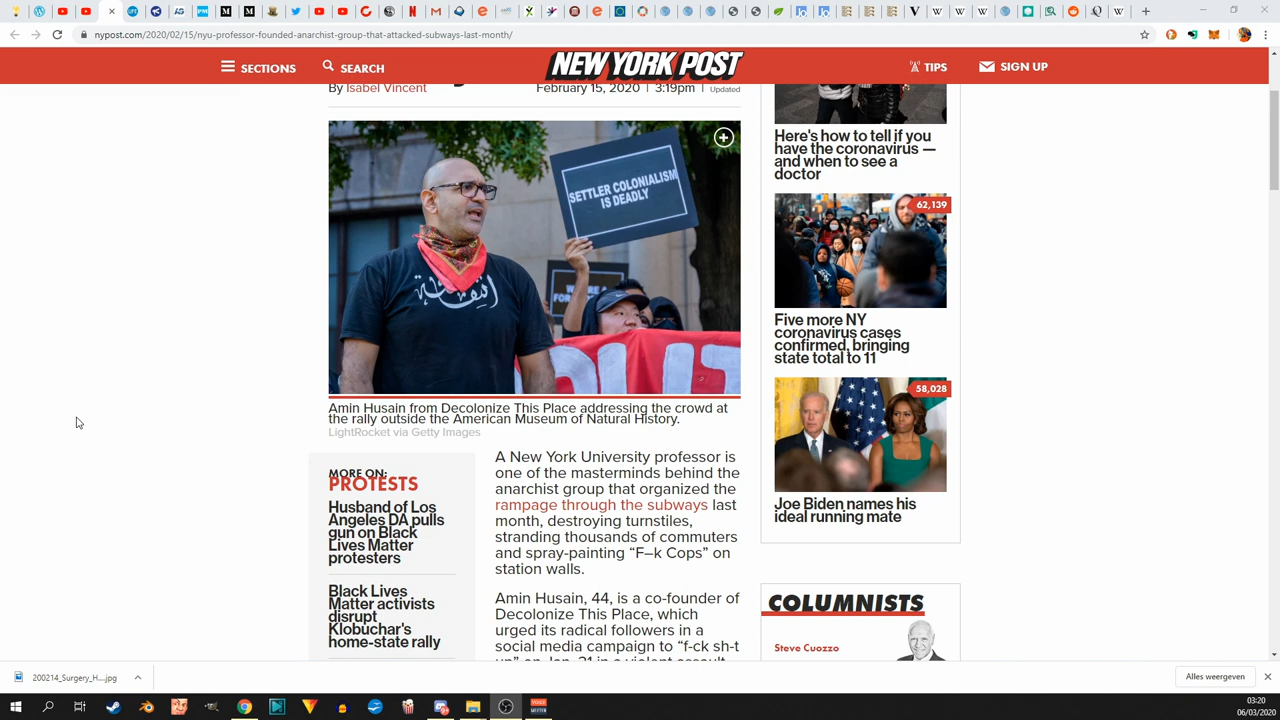 nypost.com/2020/02/15/nyu-professor-founded-anarchist-group-that-attacked-subways-last-month/
SECTIONS
SEARCH
NEW YORK POST
TIPS
SIGN UP
By Isabel Vincent
February 15, 2020 | 3:19pm | Updated
SETTLER COLONIALISM
IS DEADLY
انتفاضة
Amin Husain from Decolonize This Place addressing the crowd at
the rally outside the American Museum of Natural History.
LightRocket via Getty Images
MORE ON:
PROTESTS
Husband of Los
Angeles DA pulls
gun on Black
Lives Matter
protesters
Black Lives
Matter activists
disrupt
Klobuchar's
home-state rally
A New York University professor is
one of the masterminds behind the
anarchist group that organized the
rampage through the subways last
month, destroying turnstiles,
stranding thousands of commuters
and spray-painting “F–k Cops” on
station walls.
Amin Husain, 44, is a co-founder of
Decolonize This Place, which
urged its radical followers in a
social media campaign to “f-ck sh-t
up” on Jan. 31 in a violent assault
Here's how to tell if you
have the coronavirus —
and when to see a
doctor
62,139
Five more NY
coronavirus cases
confirmed, bringing
state total to 11
58,028
Joe Biden names his
ideal running mate
COLUMNISTS
Steve Cuozzo
200214_Surgery_H....jpg
Alles weergeven
03:20
06/03/2020